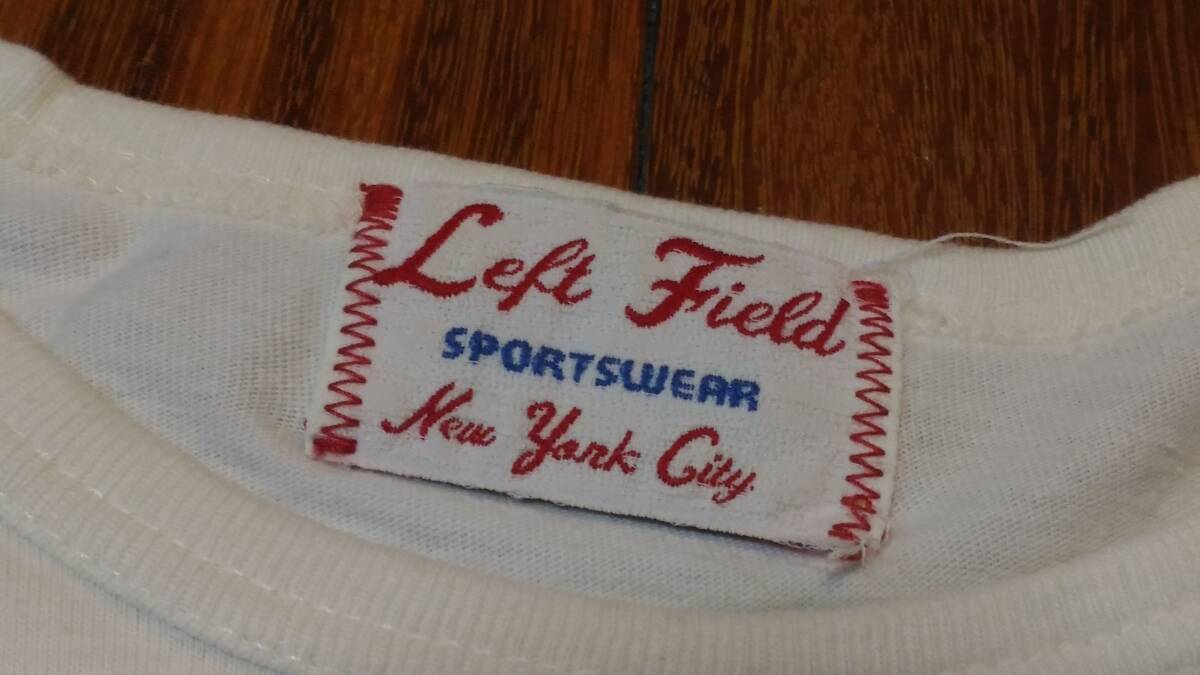 Left Field
SPORTSWEAR
New York City